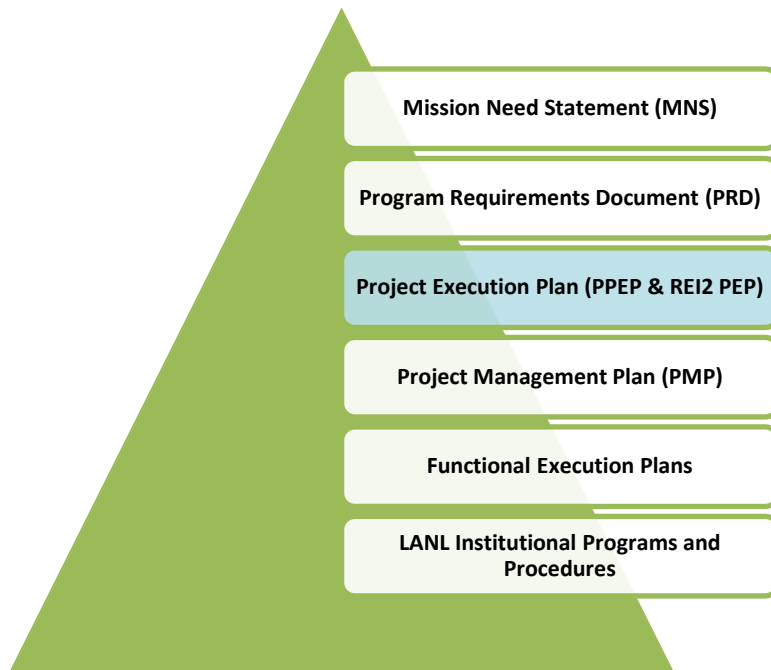 Mission Need Statement (MNS)
Program Requirements Document (PRD)
Project Execution Plan (PPEP & REI2 PEP)
Project Management Plan (PMP)
Functional Execution Plans
LANL Institutional Programs and
Procedures